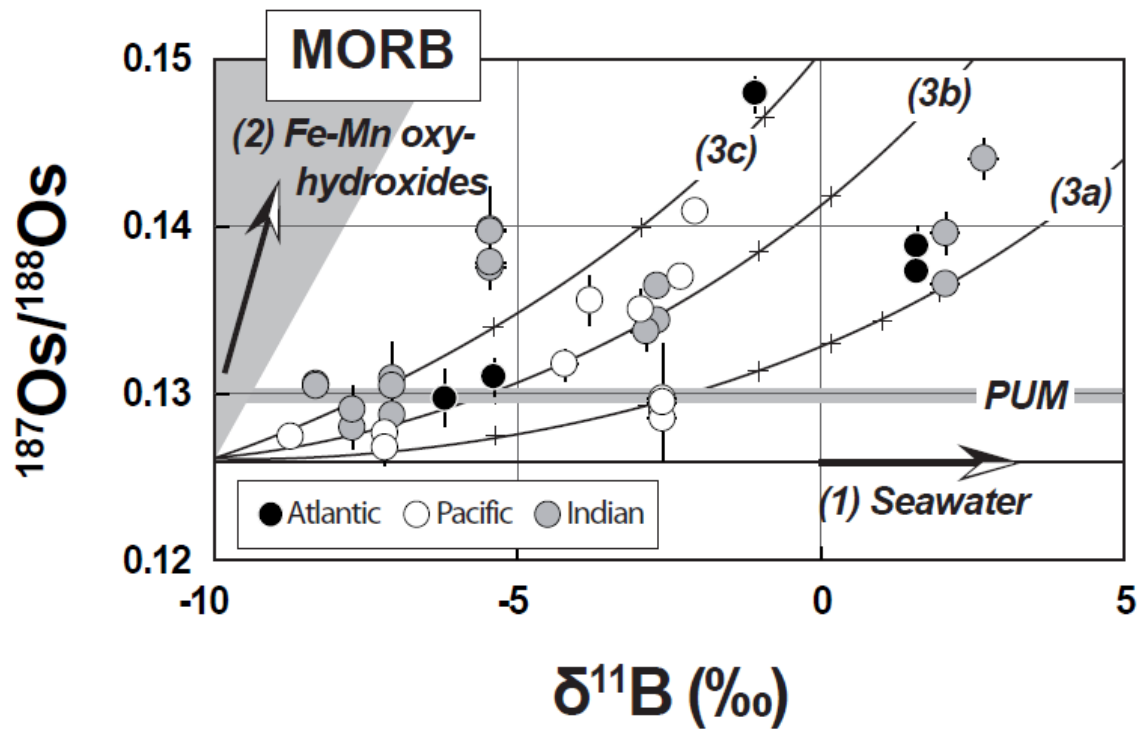 MORB
0.15
(2) Fe-Mn oxy-
hydroxides
(3c)
(3b)
(3a)
0.14
0.13
0.12
187Os/188Os
PUM
(1) Seawater
Atlantic Pacific Indian
-10 -5 0 5
δ11B (‰)